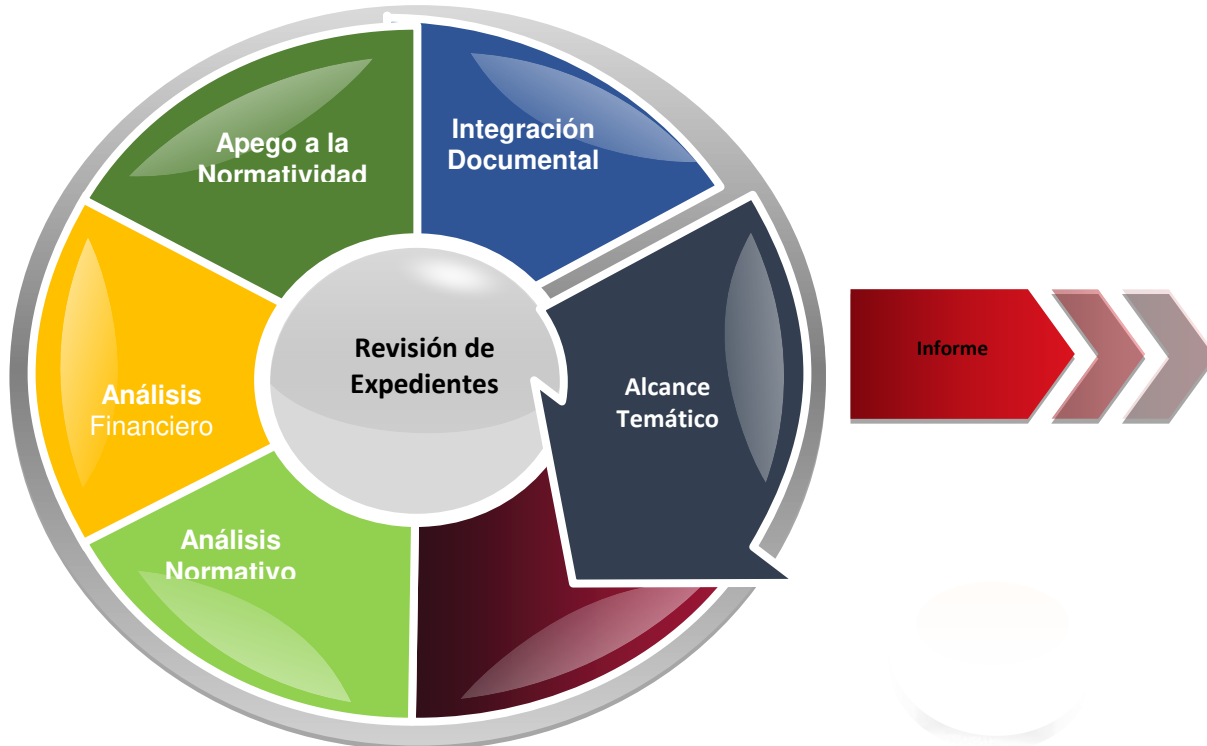 Apego a la
Normatividad
Integración
Documental
Revisión de
Expedientes
Alcance
Temático
Análisis
Financiero
Análisis
Normativo
Informe